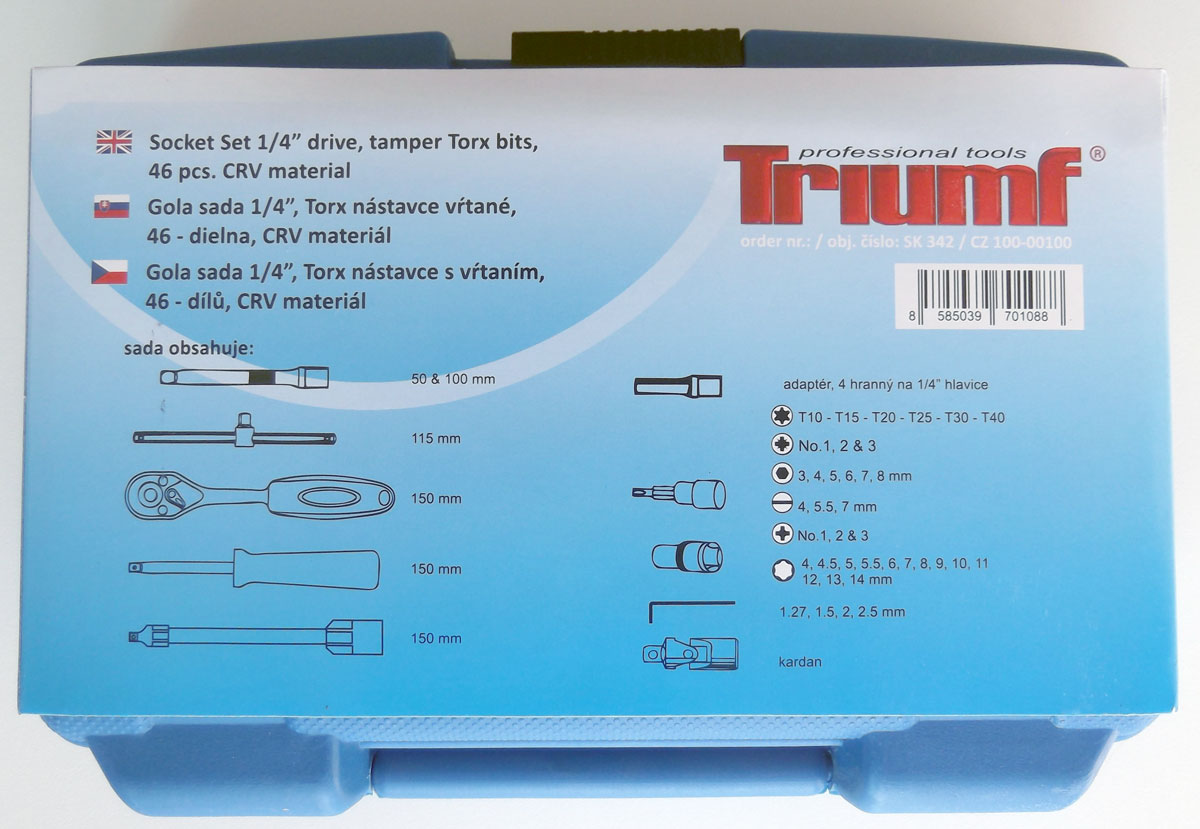 Socket Set 1/4” drive, tamper Torx bits,
46 pcs. CRV material
Gola sada 1/4”, Torx nástavce vŕtané,
46 - dielna, CRV materiál
Gola sada 1/4”, Torx nástavce s vŕtaním,
46 - dílů, CRV materiál
professional tools
Triumf ®
order nr.: / obj. číslo: SK 342 / CZ 100-00100
8 585039 701088
sada obsahuje:
50 & 100 mm
115 mm
150 mm
150 mm
150 mm
adaptér, 4 hranný na 1/4” hlavice
T10 - T15 - T20 - T25 - T30 - T40
No.1, 2 & 3
3, 4, 5, 6, 7, 8 mm
4, 5.5, 7 mm
No.1, 2 & 3
4, 4.5, 5, 5.5, 6, 7, 8, 9, 10, 11
12, 13, 14 mm
1.27, 1.5, 2, 2.5 mm
kardan